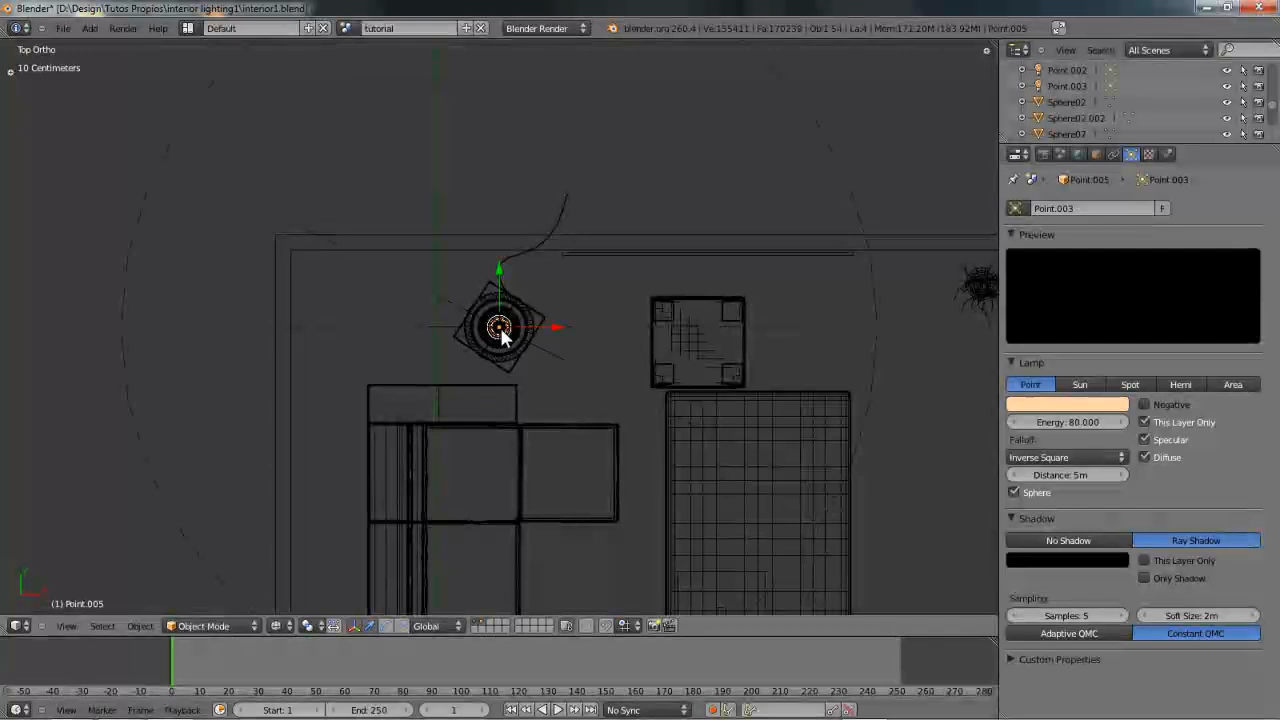 Blender* [D:\Design\Tutos Propios\interior lighting1\interior1.blend]
File Add Render Help Default tutorial Blender Render blender.org 260.4 | Ve:155411 | Fa:170239 | Ob:1-54 | La:4 | Mem:171.20M (183.92M) | Point.005
Top Ortho
10 Centimeters
View Search All Scenes
Point.002
Point.003
Sphere02
Sphere02.002
Sphere07
Point.005 Point.003
Point.003 F
Preview
Lamp
Point Sun Spot Hemi Area
Negative
Energy: 80.000 This Layer Only
Falloff: Specular
Inverse Square Diffuse
Distance: 5m
Sphere
Shadow
No Shadow Ray Shadow
This Layer Only
Only Shadow
Sampling:
Samples: 5 Soft Size: 2m
Adaptive QMC Constant QMC
Custom Properties
(1) Point.005
View Select Object Object Mode Global
-50 -40 -30 -20 -10 0 10 20 30 40 50 60 70 80 90 100 110 120 130 140 150 160 170 180 190 200 210 220 230 240 250 260 270 280
View Marker Frame Playback Start: 1 End: 250 1 No Sync